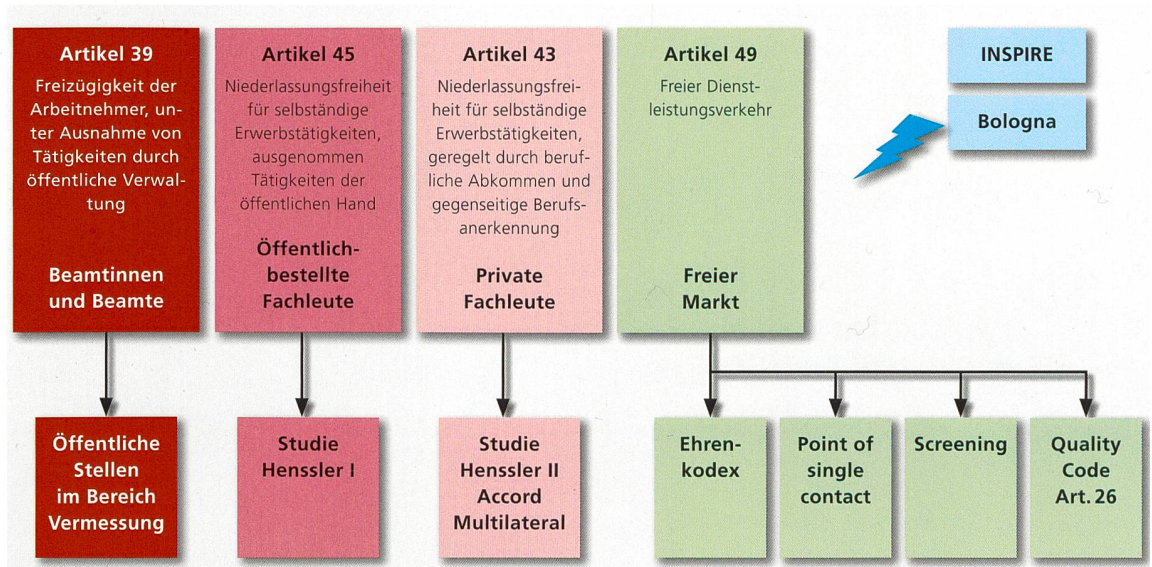 Artikel 39
Freizügigkeit der
Arbeitnehmer, un-
ter Ausnahme von
Tätigkeiten durch
öffentliche Verwal-
tung
Beamtinnen
und Beamte
Artikel 45
Niederlassungsfreiheit
für selbständige
Erwerbstätigkeiten,
ausgenommen
Tätigkeiten der
öffentlichen Hand
Öffentlich-
bestellte
Fachleute
Artikel 43
Niederlassungsfrei-
heit für selbständige
Erwerbstätigkeiten,
geregelt durch beruf-
liche Abkommen und
gegenseitige Berufs-
anerkennung
Private
Fachleute
Artikel 49
Freier Dienst-
leistungsverkehr
Freier
Markt
INSPIRE
Bologna
Öffentliche
Stellen
im Bereich
Vermessung
Studie
Henssler I
Studie
Henssler II
Accord
Multilateral
Ehren-
kodex
Point of
single
contact
Screening
Quality
Code
Art. 26